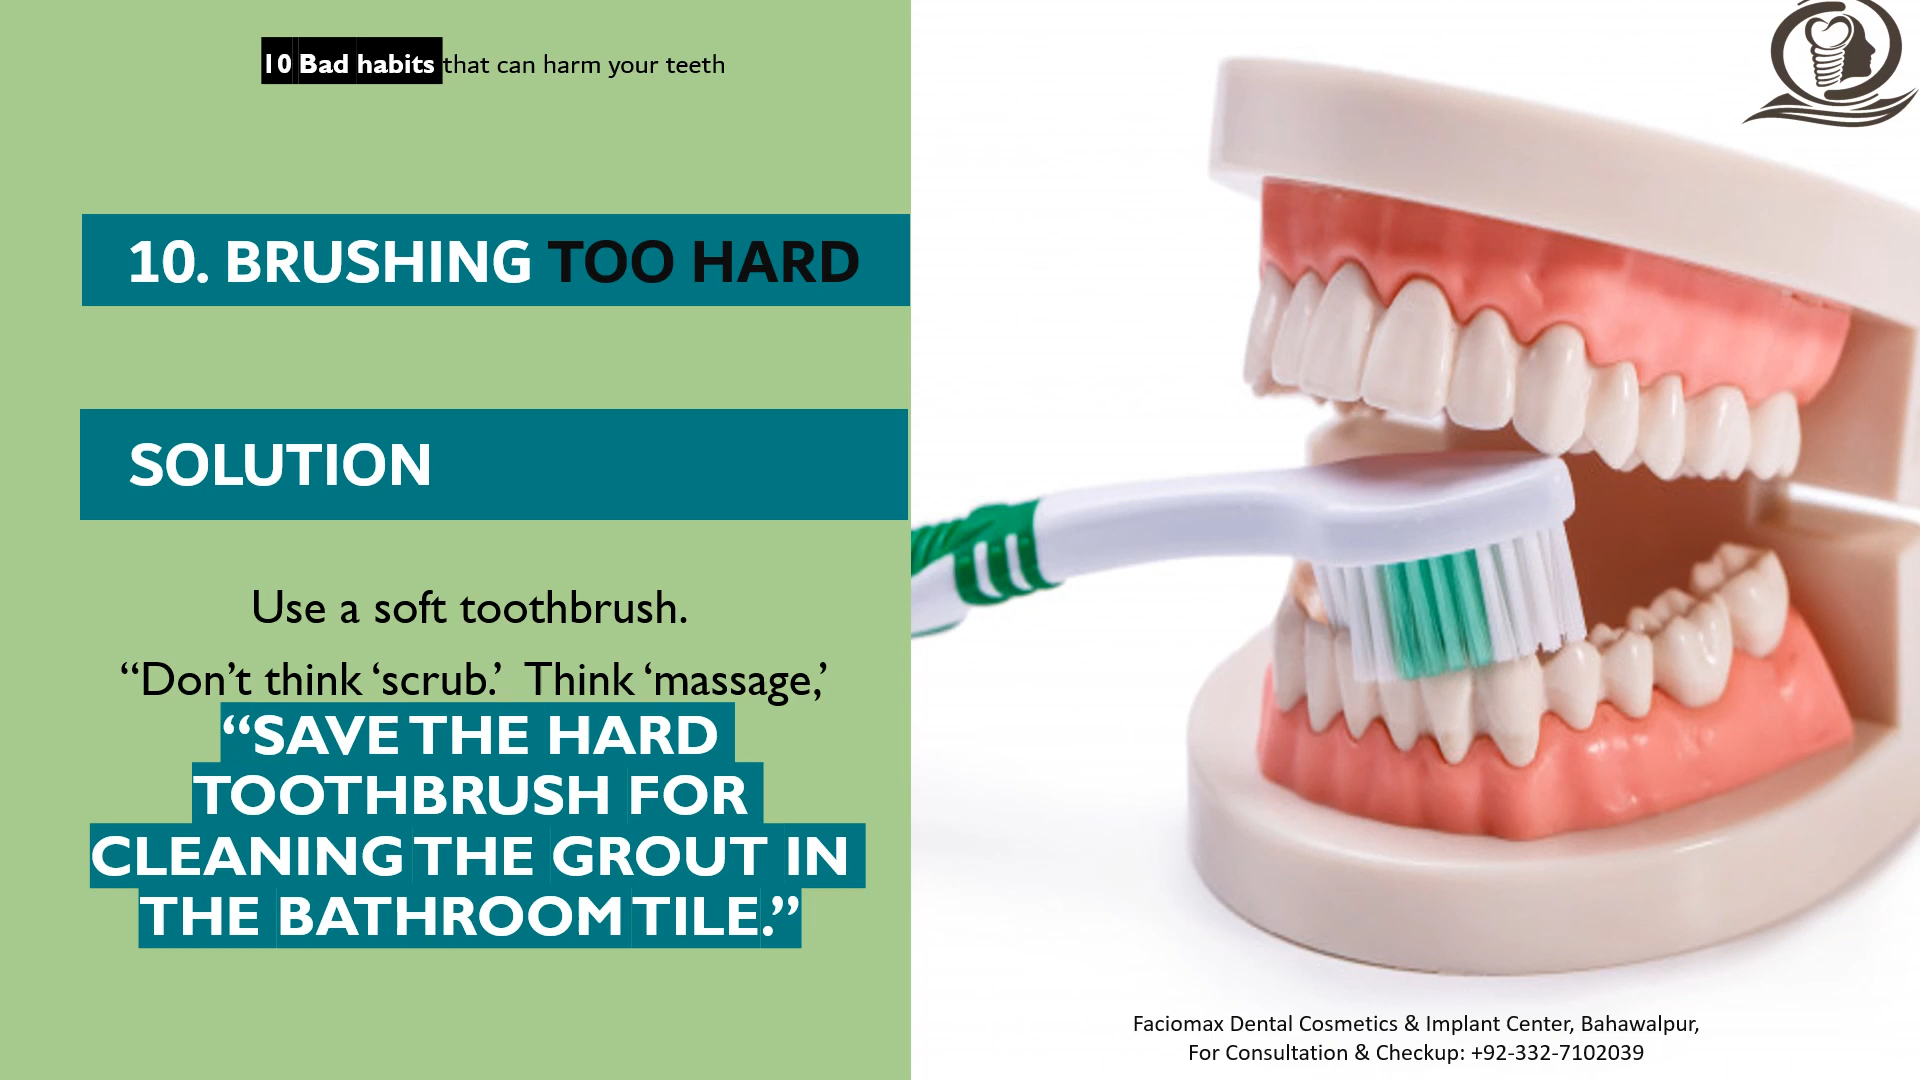 10 Bad habits that can harm your teeth
10. BRUSHING TOO HARD
SOLUTION
Use a soft toothbrush.
“Don’t think ‘scrub.’ Think ‘massage,’
“SAVE THE HARD
TOOTHBRUSH FOR
CLEANING THE GROUT IN
THE BATHROOM TILE.”
Faciomax Dental Cosmetics & Implant Center, Bahawalpur,
For Consultation & Checkup: +92-332-7102039